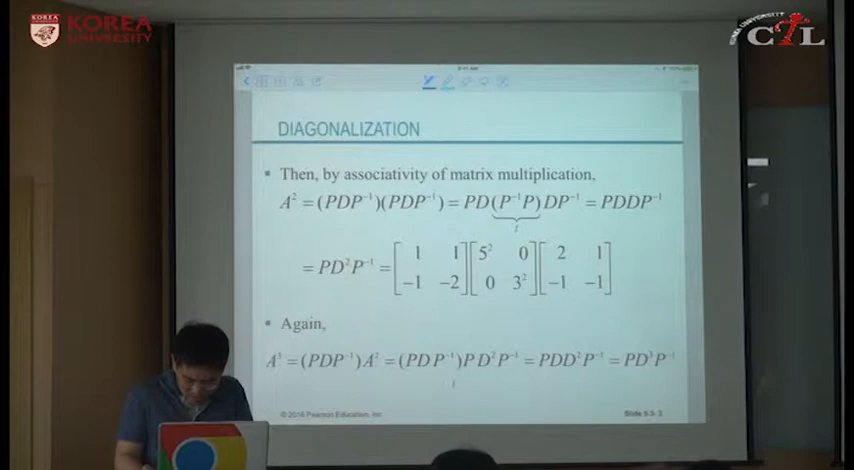 KOREA
UNIVERSITY
KOREA UNIVERSITY
CTL
DIAGONALIZATION
▪ Then, by associativity of matrix multiplication,
A² = (PDP⁻¹)(PDP⁻¹) = PD(P⁻¹P)DP⁻¹ = PDDP⁻¹
I
= PD²P⁻¹ = [1 1; −1 −2][5² 0; 0 3²][2 1; −1 −1]
• Again,
A³ = (PDP⁻¹)A² = (PDP⁻¹)PD²P⁻¹ = PDD²P⁻¹ = PD³P⁻¹
I
© 2016 Pearson Education, Inc.
Slide 5.3- 3